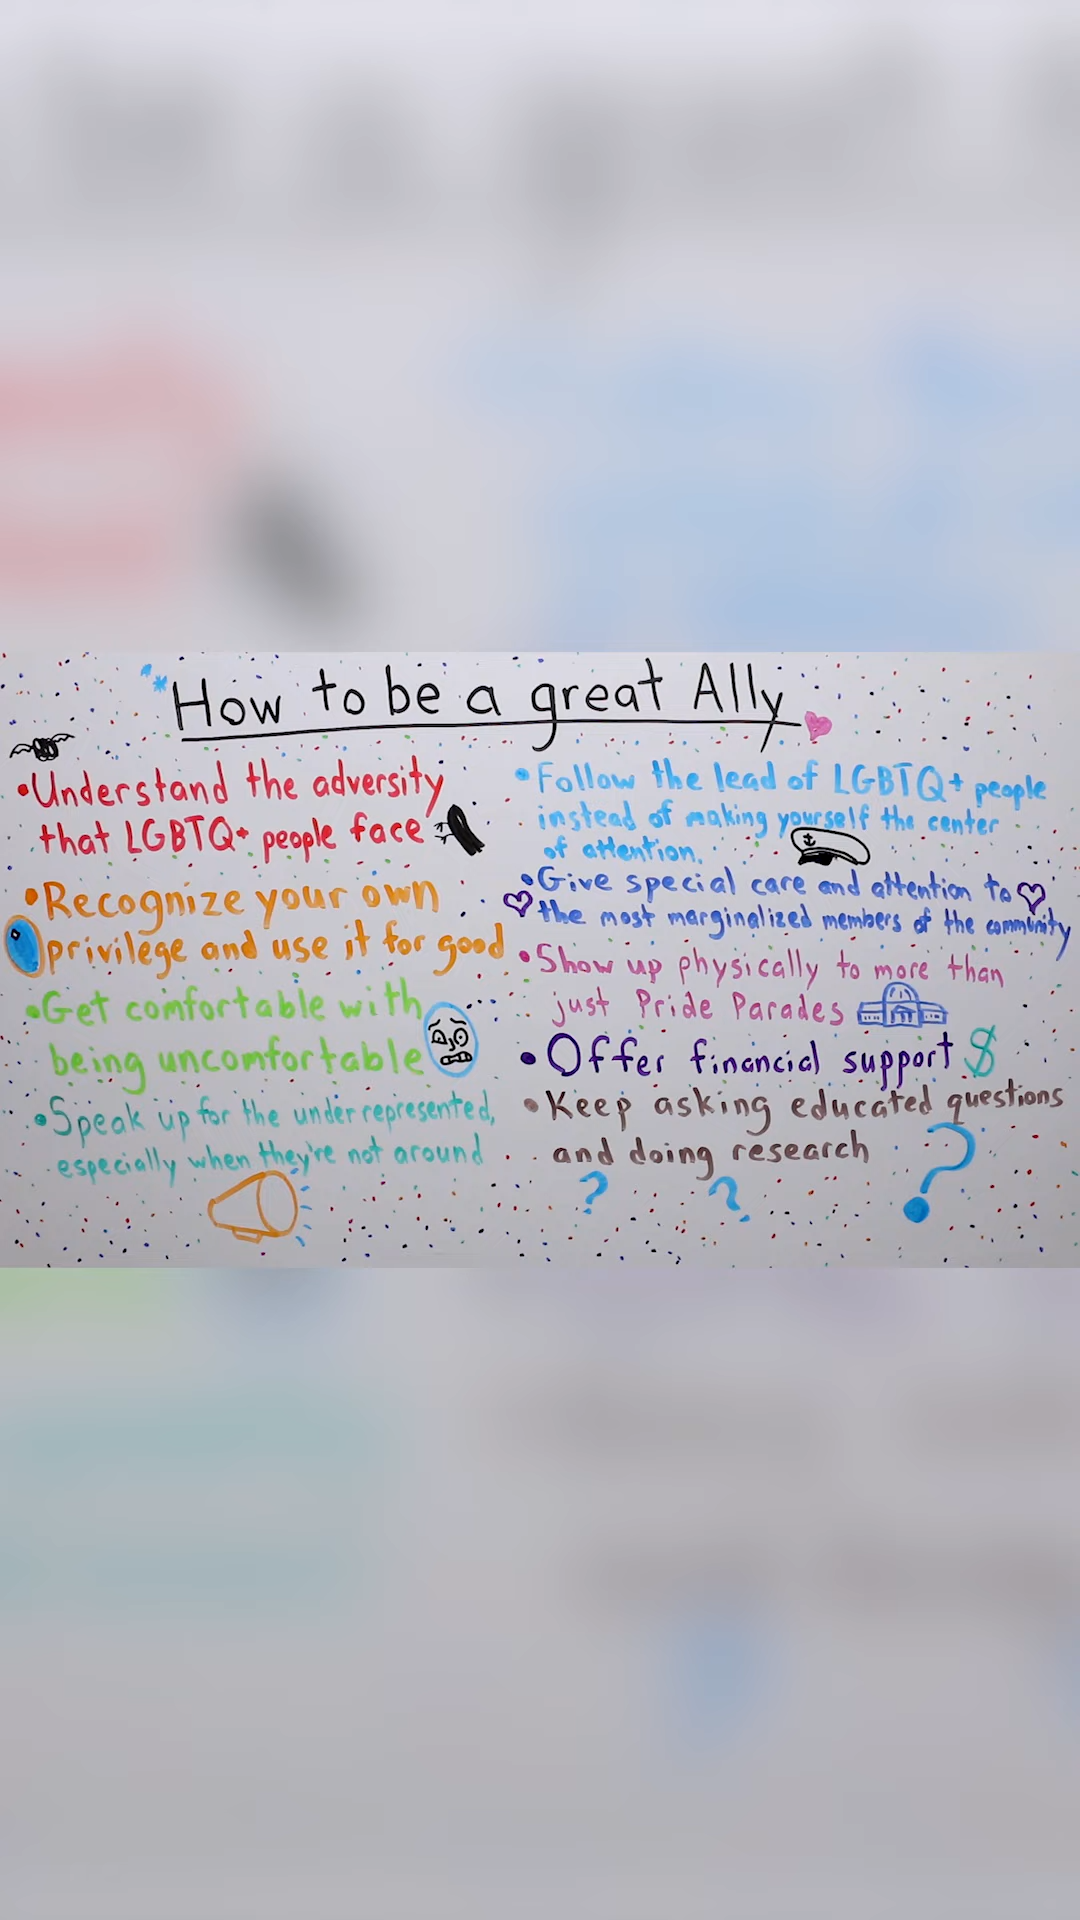 How to be a great Ally
•Understand the adversity
that LGBTQ+ people face
•Recognize your own
privilege and use it for good
•Get comfortable with
being uncomfortable
•Speak up for the underrepresented,
especially when they're not around
•Follow the lead of LGBTQ+ people
instead of making yourself the center
of attention.
•Give special care and attention to
the most marginalized members of the community
•Show up physically to more than
just Pride Parades
•Offer financial support $
•Keep asking educated questions
and doing research
? ? ?